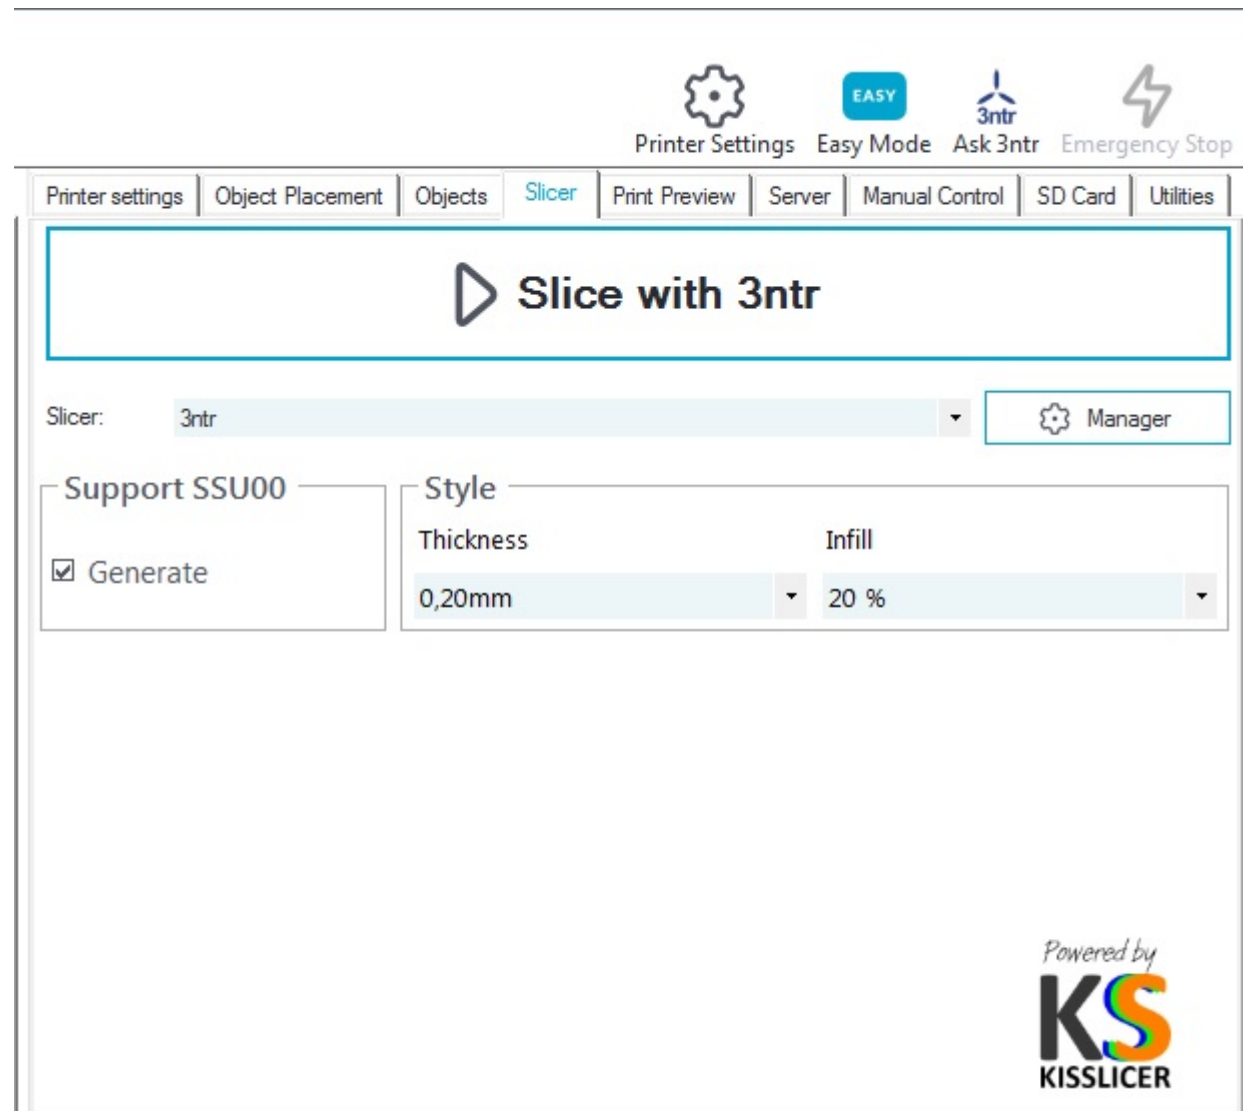 EASY
3ntr
Printer Settings Easy Mode Ask 3ntr Emergency Stop
Printer settings Object Placement Objects Slicer Print Preview Server Manual Control SD Card Utilities
Slice with 3ntr
Slicer: 3ntr Manager
Support SSU00 Style
Thickness Infill
Generate
0,20mm 20 %
Powered by
KS
KISSLICER